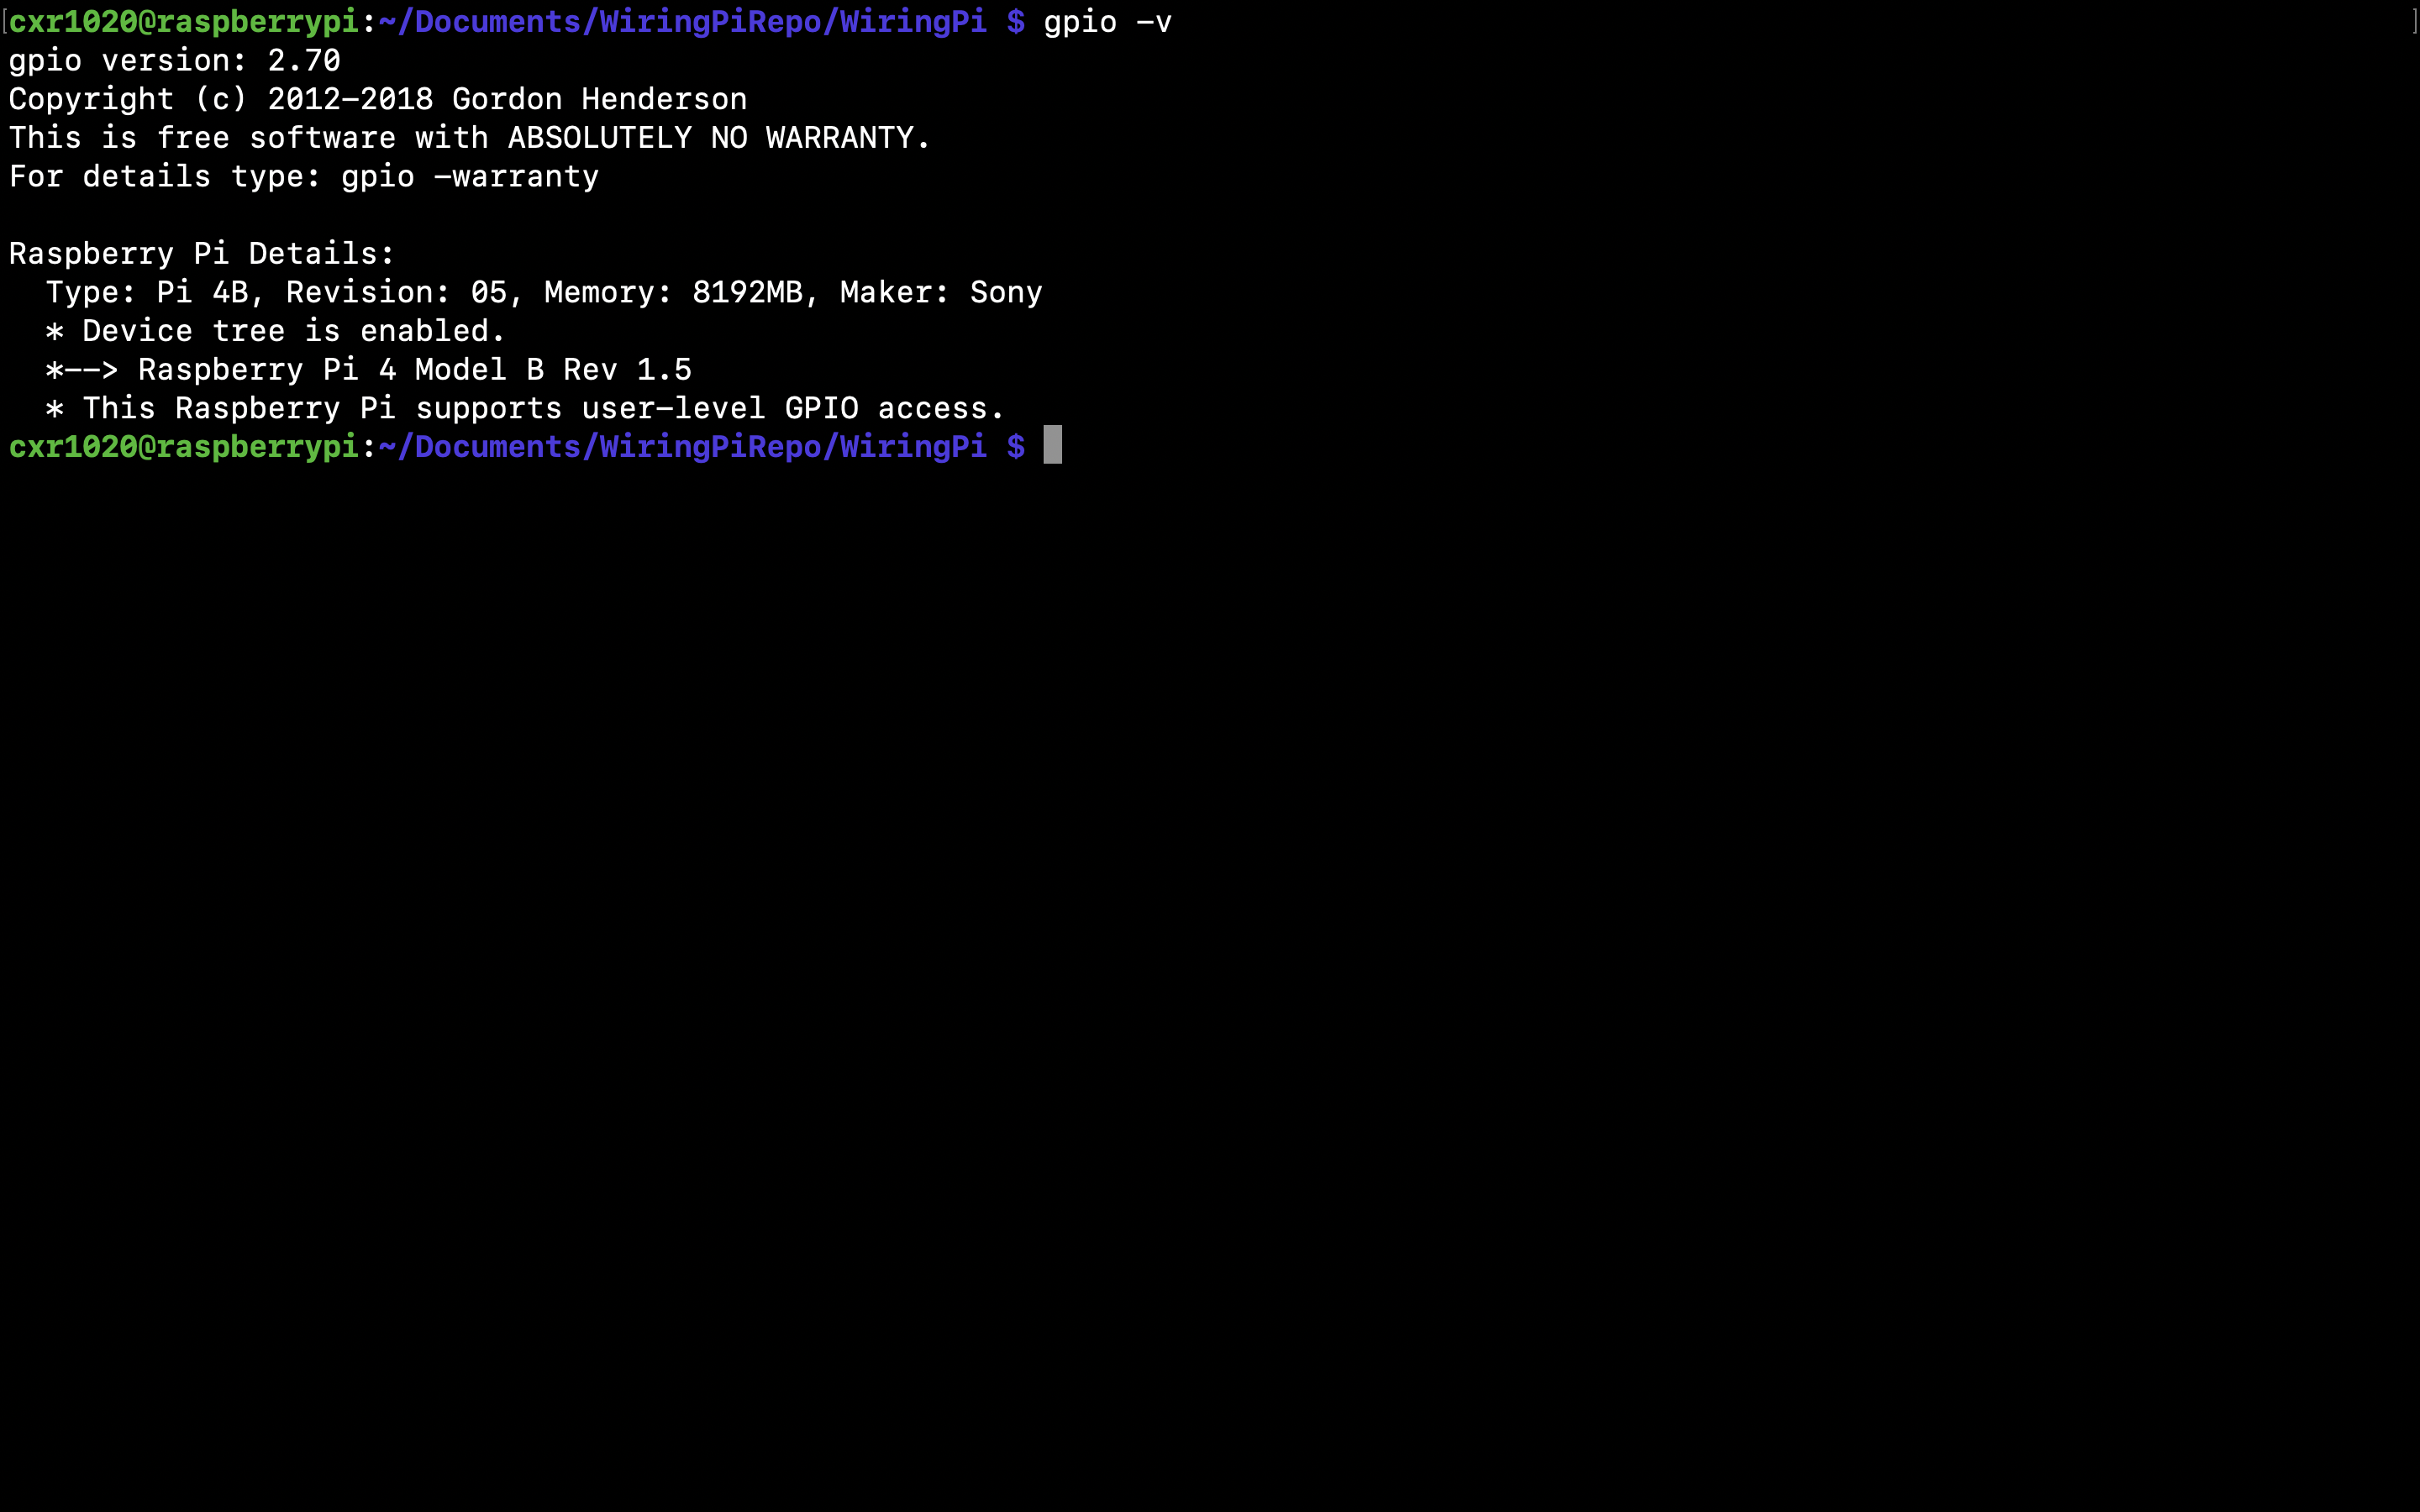 [cxr1020@raspberrypi:~/Documents/WiringPiRepo/WiringPi $ gpio -v ]
gpio version: 2.70
Copyright (c) 2012-2018 Gordon Henderson
This is free software with ABSOLUTELY NO WARRANTY.
For details type: gpio -warranty

Raspberry Pi Details:
  Type: Pi 4B, Revision: 05, Memory: 8192MB, Maker: Sony
  * Device tree is enabled.
  *--> Raspberry Pi 4 Model B Rev 1.5
  * This Raspberry Pi supports user-level GPIO access.
cxr1020@raspberrypi:~/Documents/WiringPiRepo/WiringPi $